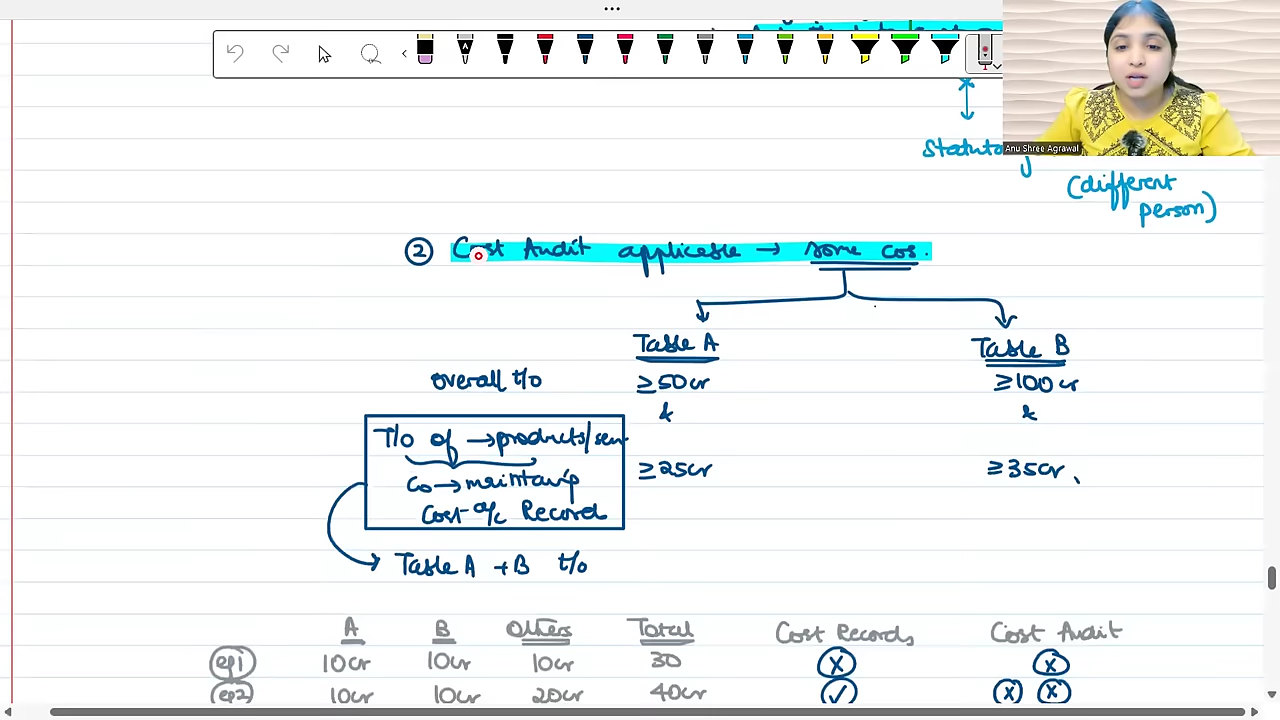 Anu Shree Agrawal
(different
person)
② Cost Audit applicable → some cos.
Table A Table B
overall t/o ≥50cr ≥100cr
& &
T/o of → products/ser
≥25cr ≥35cr
Co → maintain'g
Cost a/c Record
Table A + B t/o
A B Others Total Cost Records Cost Audit
eg1 10cr 10cr 10cr 30 X X
eg2 10cr 10cr 20cr 40cr ✓ X X